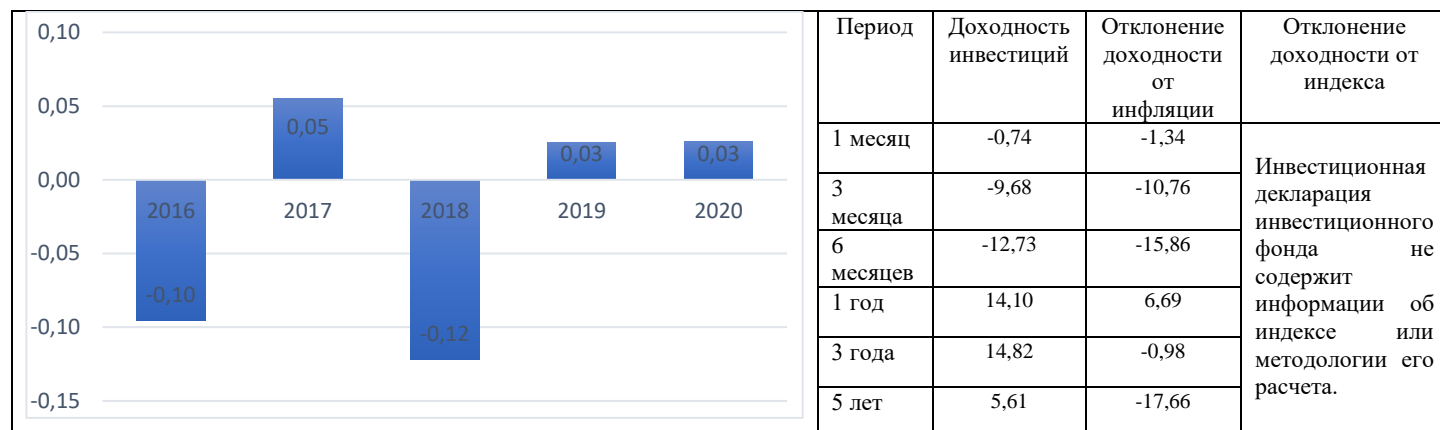 0,10
0,05
0,00
-0,05
-0,10
-0,15
2016
2017
2018
2019
2020
-0,10
0,05
-0,12
0,03
0,03
Период
Доходность
инвестиций
Отклонение
доходности
от
инфляции
Отклонение
доходности от
индекса
1 месяц
-0,74
-1,34
3
месяца
-9,68
-10,76
6
месяцев
-12,73
-15,86
1 год
14,10
6,69
3 года
14,82
-0,98
5 лет
5,61
-17,66
Инвестиционная
декларация
инвестиционного
фонда не
содержит
информации об
индексе или
методологии его
расчета.